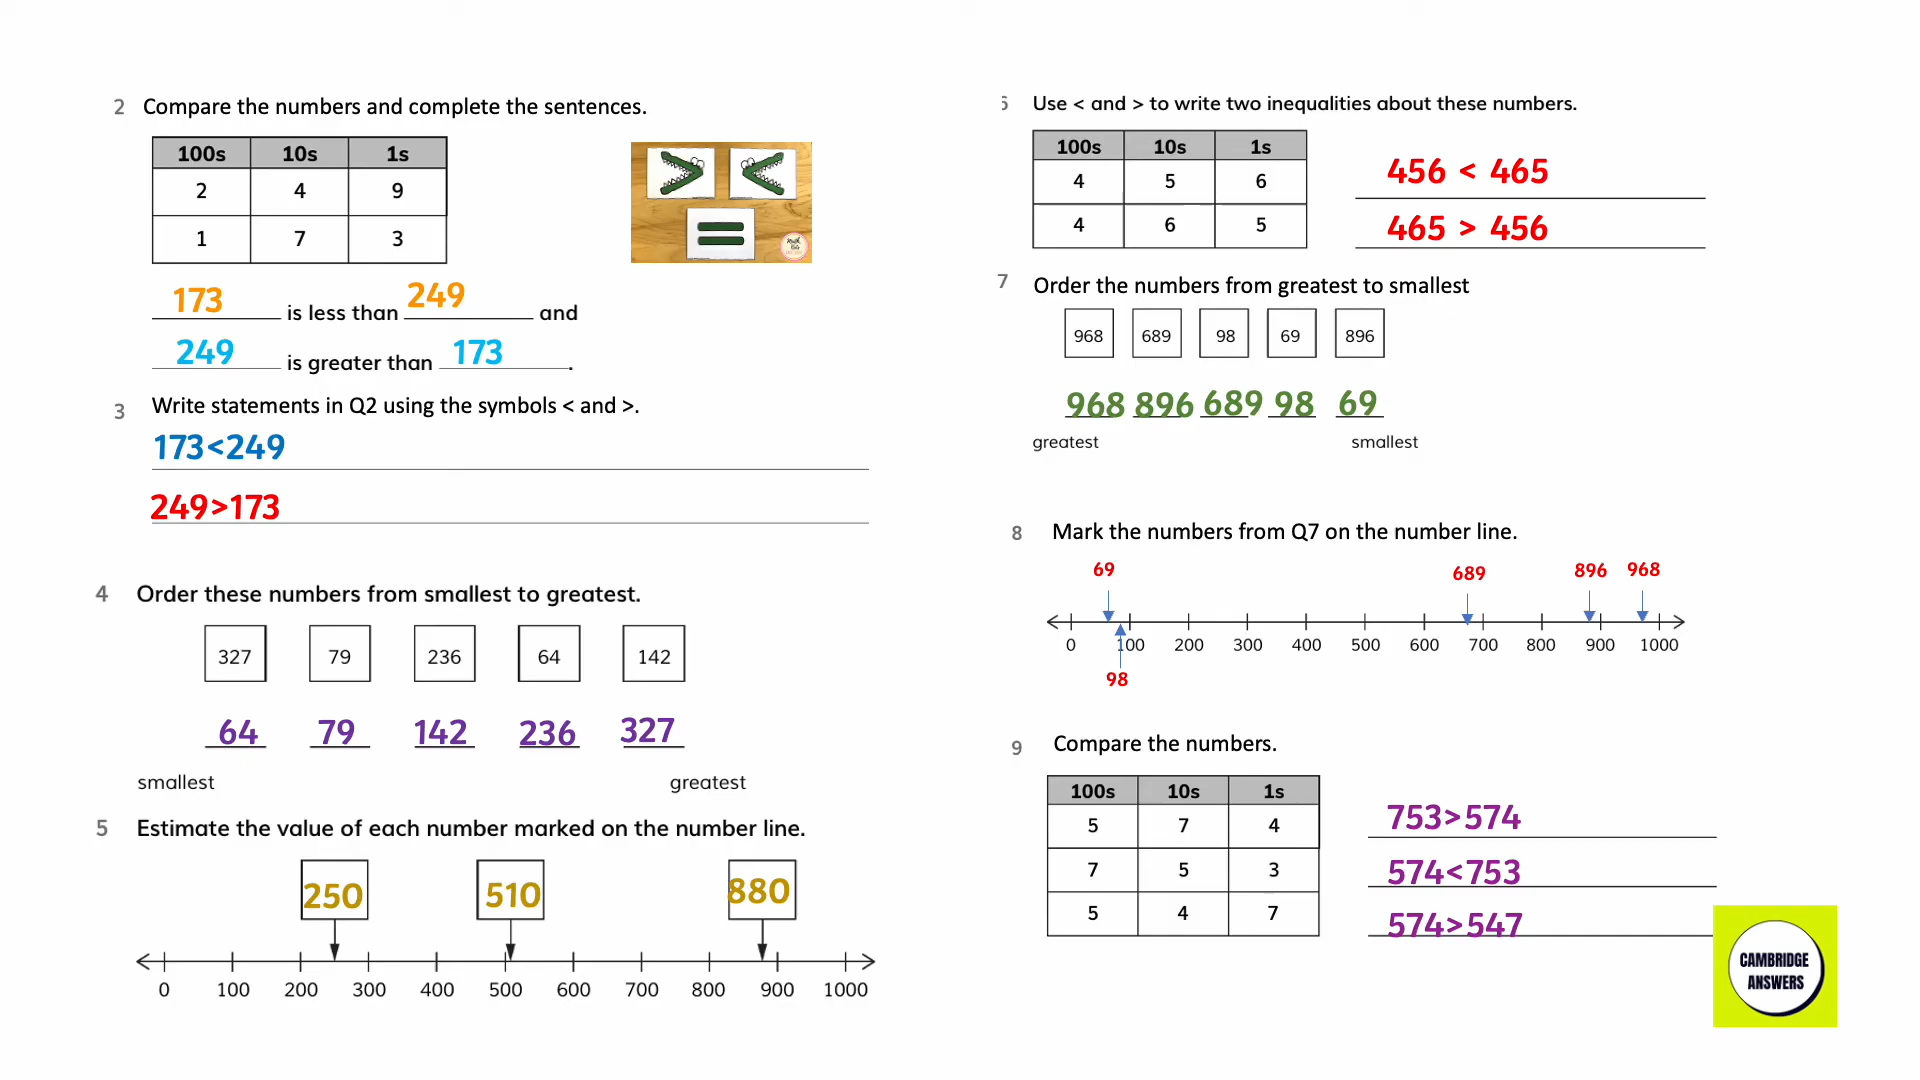 2 Compare the numbers and complete the sentences.
100s 10s 1s
2 4 9
1 7 3
173 is less than 249 and
249 is greater than 173.
3 Write statements in Q2 using the symbols < and >.
173<249
249>173
4 Order these numbers from smallest to greatest.
327 79 236 64 142
64 79 142 236 327
smallest greatest
5 Estimate the value of each number marked on the number line.
250 510 880
0 100 200 300 400 500 600 700 800 900 1000
Use < and > to write two inequalities about these numbers.
100s 10s 1s
4 5 6
4 6 5
456 < 465
465 > 456
7 Order the numbers from greatest to smallest
968 689 98 69 896
968 896 689 98 69
greatest smallest
8 Mark the numbers from Q7 on the number line.
69 689 896 968
0 100 200 300 400 500 600 700 800 900 1000
98
9 Compare the numbers.
100s 10s 1s
5 7 4
7 5 3
5 4 7
753>574
574<753
574>547
CAMBRIDGE
ANSWERS